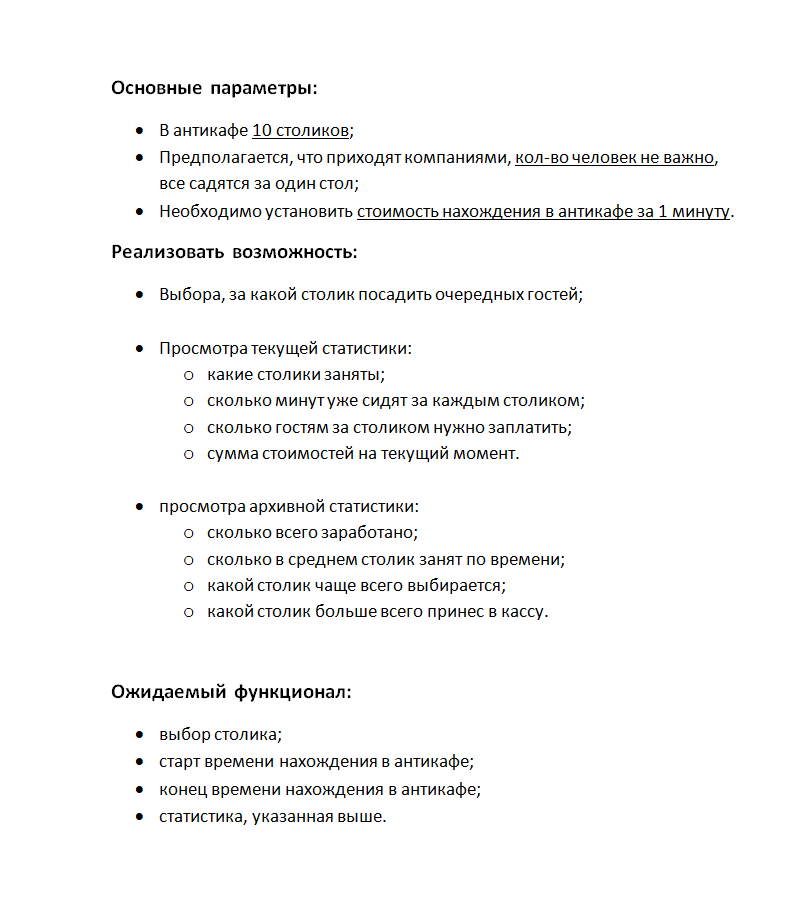 Основные параметры:
• В антикафе 10 столиков;
• Предполагается, что приходят компаниями, кол-во человек не важно,
все садятся за один стол;
• Необходимо установить стоимость нахождения в антикафе за 1 минуту.
Реализовать возможность:
• Выбора, за какой столик посадить очередных гостей;
• Просмотра текущей статистики:
o какие столики заняты;
o сколько минут уже сидят за каждым столиком;
o сколько гостям за столиком нужно заплатить;
o сумма стоимостей на текущий момент.
• просмотра архивной статистики:
o сколько всего заработано;
o сколько в среднем столик занят по времени;
o какой столик чаще всего выбирается;
o какой столик больше всего принес в кассу.
Ожидаемый функционал:
• выбор столика;
• старт времени нахождения в антикафе;
• конец времени нахождения в антикафе;
• статистика, указанная выше.